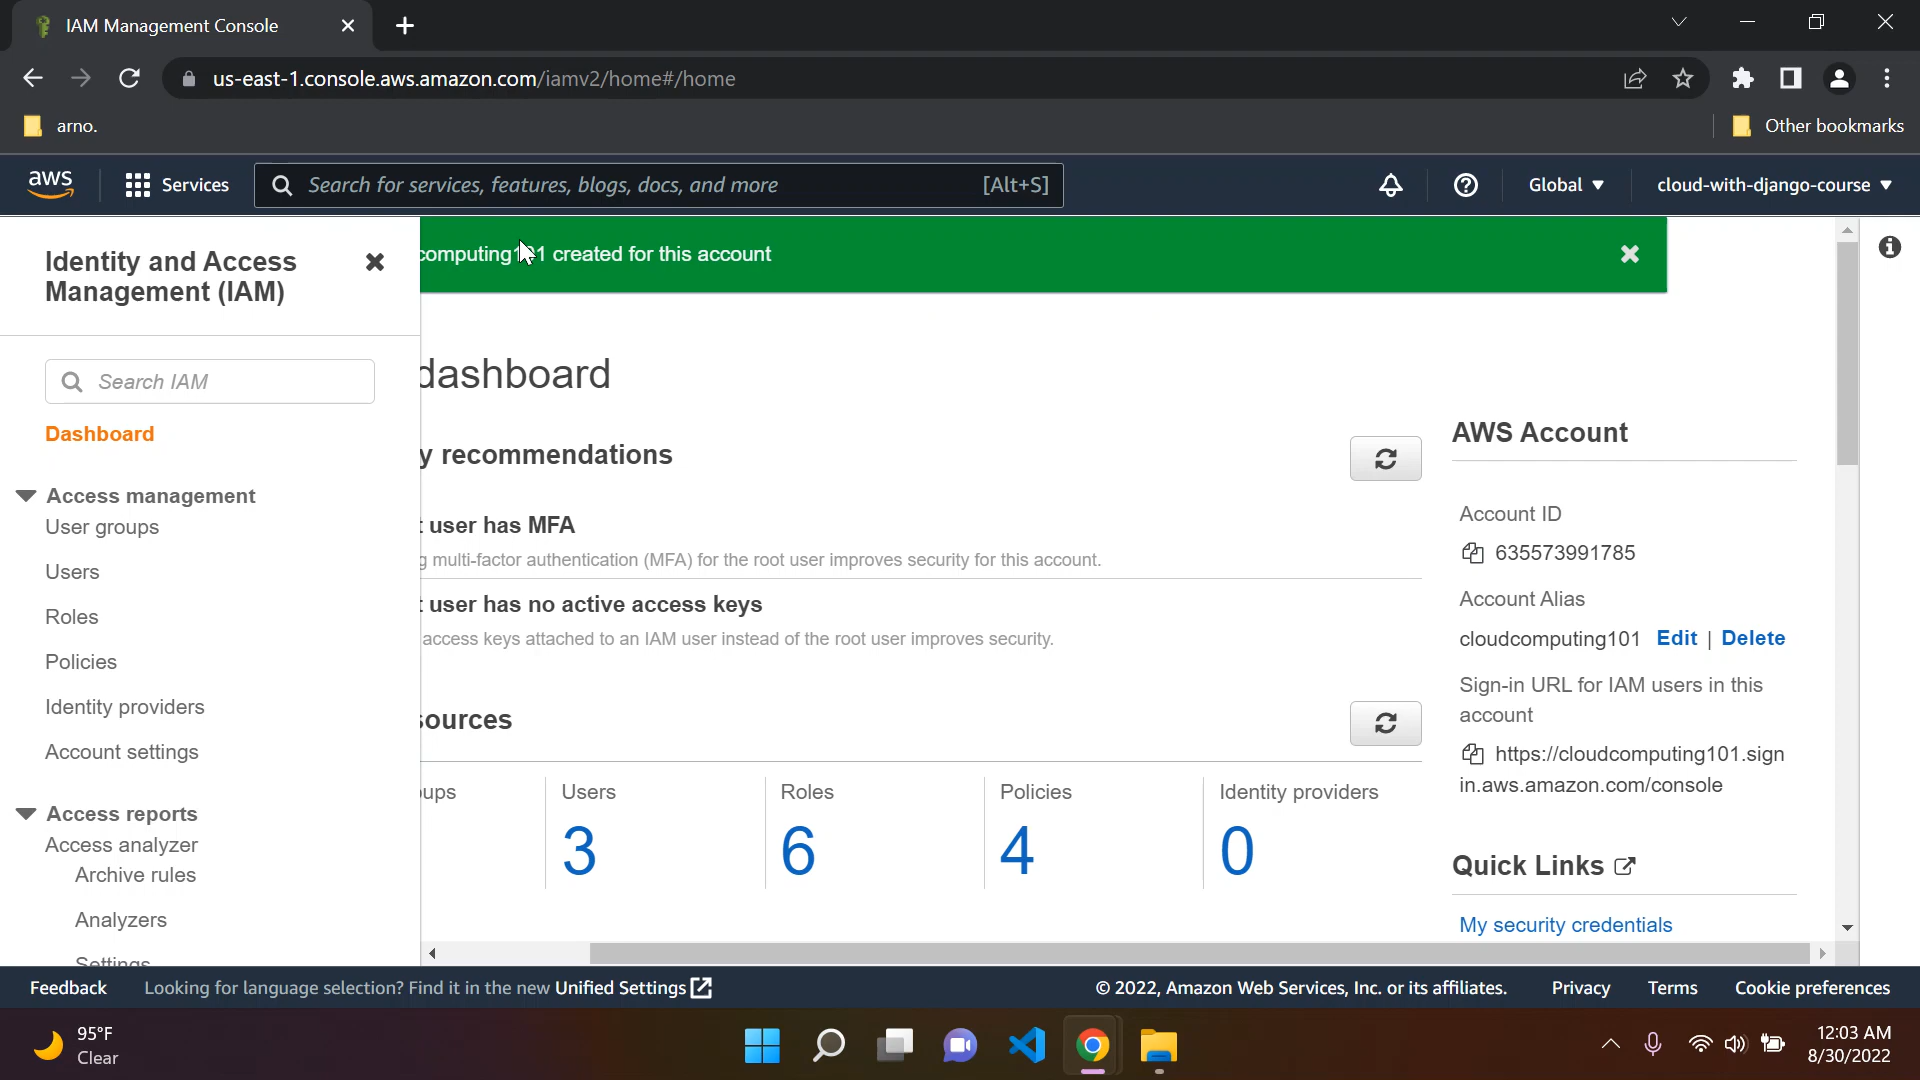 IAM Management Console
us-east-1.console.aws.amazon.com/iamv2/home#/home
arno.
Other bookmarks
aws
Services
Search for services, features, blogs, docs, and more
[Alt+S]
Global
cloud-with-django-course
Identity and Access
Management (IAM)
Search IAM
Dashboard
Access management
User groups
Users
Roles
Policies
Identity providers
Account settings
Access reports
Access analyzer
Archive rules
Analyzers
Settings
computing101 created for this account
dashboard
y recommendations
t user has MFA
g multi-factor authentication (MFA) for the root user improves security for this account.
t user has no active access keys
access keys attached to an IAM user instead of the root user improves security.
sources
ups
Users
3
Roles
6
Policies
4
Identity providers
0
AWS Account
Account ID
635573991785
Account Alias
cloudcomputing101 Edit | Delete
Sign-in URL for IAM users in this
account
https://cloudcomputing101.sign
in.aws.amazon.com/console
Quick Links
My security credentials
Feedback
Looking for language selection? Find it in the new Unified Settings
© 2022, Amazon Web Services, Inc. or its affiliates.
Privacy
Terms
Cookie preferences
95°F
Clear
12:03 AM
8/30/2022